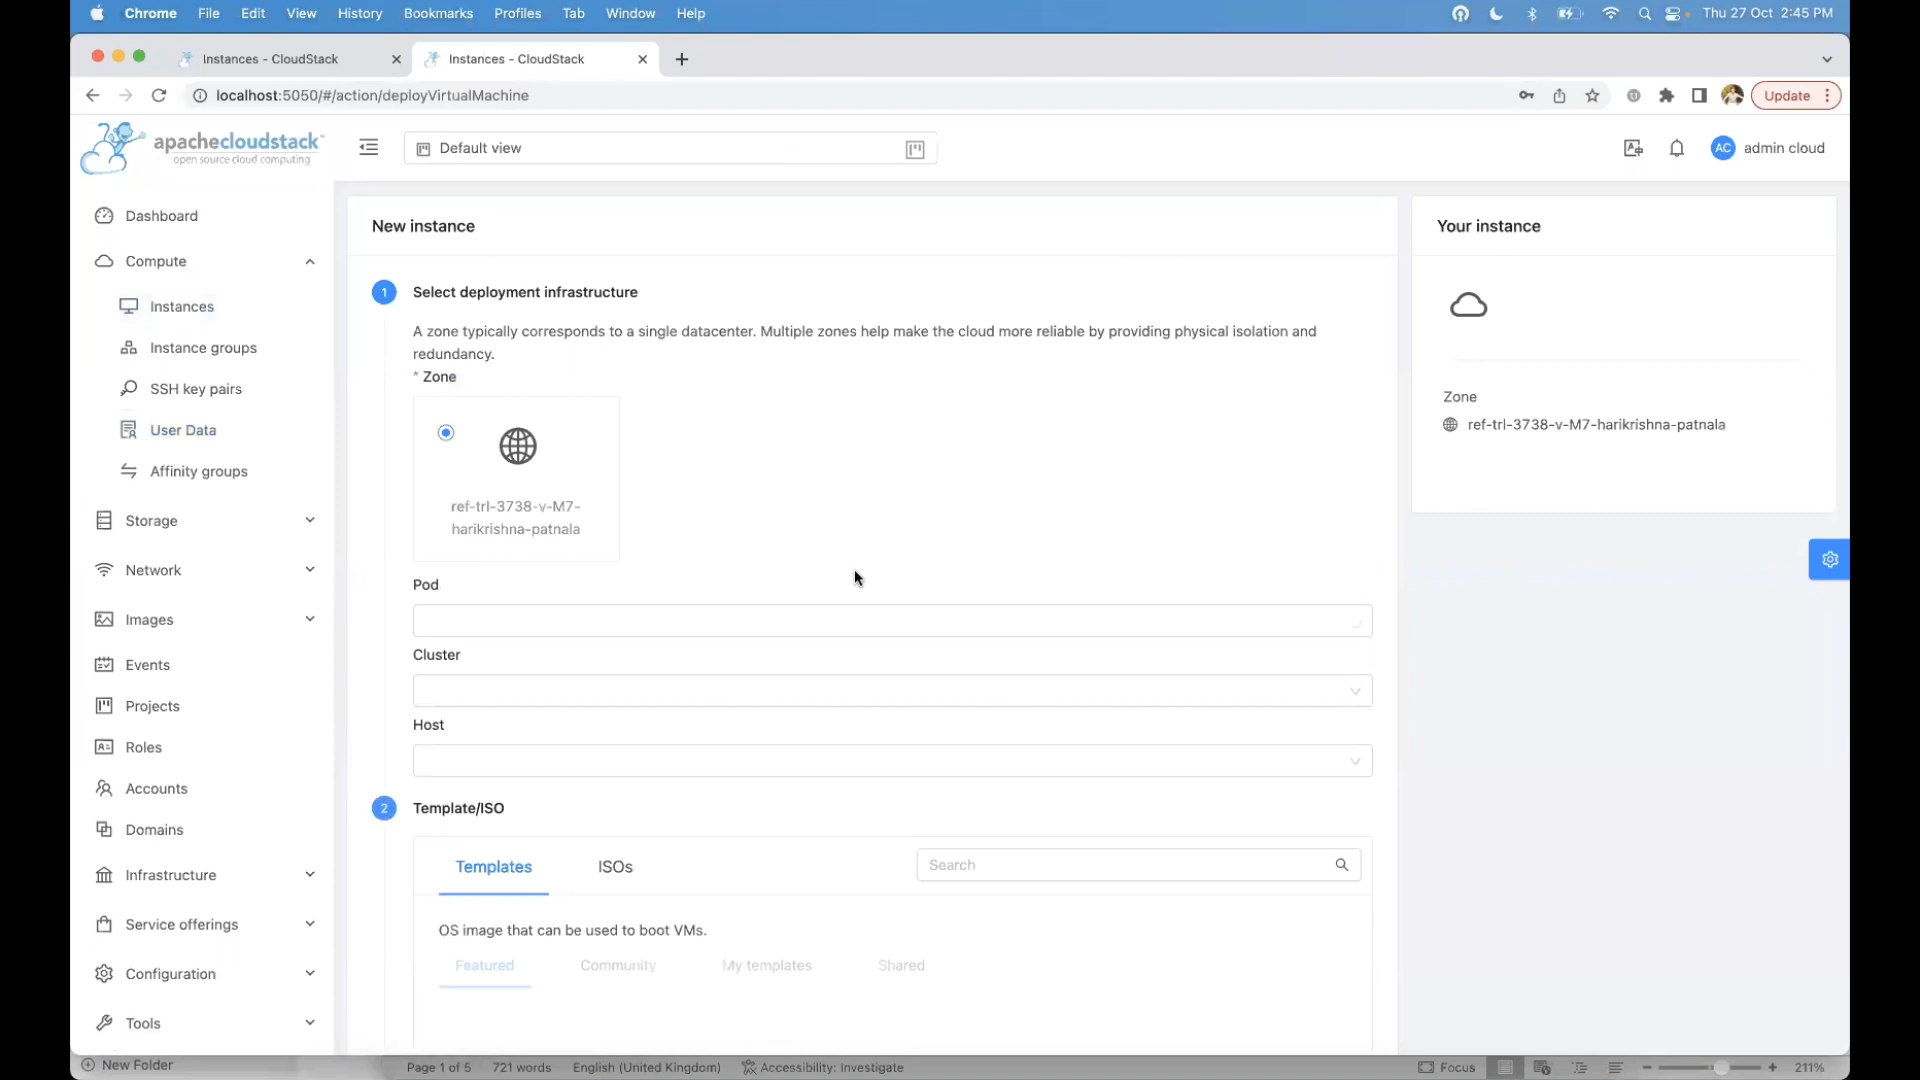 Chrome File Edit View History Bookmarks Profiles Tab Window Help Thu 27 Oct 2:45 PM
Instances - CloudStack Instances - CloudStack
localhost:5050/#/action/deployVirtualMachine Update
apachecloudstack
open source cloud computing
Default view
AC admin cloud
Dashboard
Compute
Instances
Instance groups
SSH key pairs
User Data
Affinity groups
Storage
Network
Images
Events
Projects
Roles
Accounts
Domains
Infrastructure
Service offerings
Configuration
Tools
New instance
1 Select deployment infrastructure
A zone typically corresponds to a single datacenter. Multiple zones help make the cloud more reliable by providing physical isolation and
redundancy.
* Zone
ref-trl-3738-v-M7-
harikrishna-patnala
Pod
Cluster
Host
2 Template/ISO
Templates ISOs Search
OS image that can be used to boot VMs.
Featured Community My templates Shared
Your instance
Zone
ref-trl-3738-v-M7-harikrishna-patnala
New Folder Page 1 of 5 721 words English (United Kingdom) Accessibility: Investigate Focus 211%